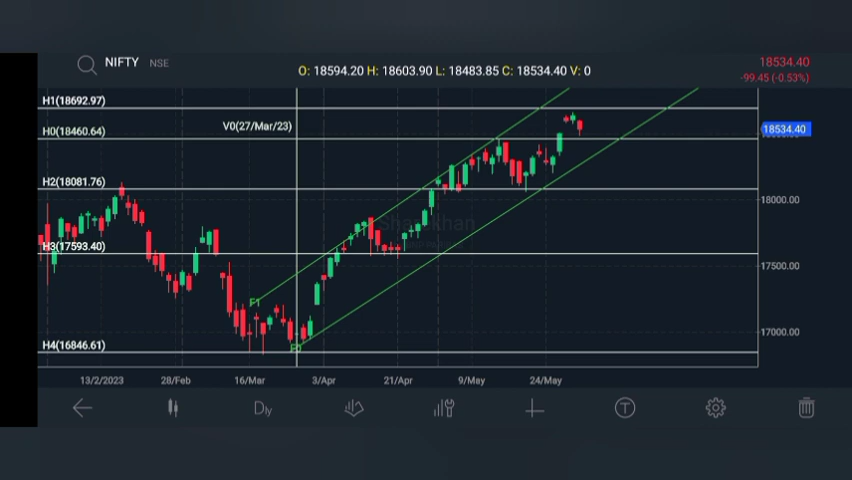 NIFTY NSE
O: 18594.20 H: 18603.90 L: 18483.85 C: 18534.40 V: 0
18534.40
-99.45 (-0.53%)
H1(18692.97)
V0(27/Mar/23)
H0(18460.64)
18534.40
H2(18081.76)
18000.00
Sharekhan
H3(17593.40)
17500.00
F1
17000.00
H4(16846.61)
13/2/2023 28/Feb 16/Mar 3/Apr 21/Apr 9/May 24/May
Dly
T